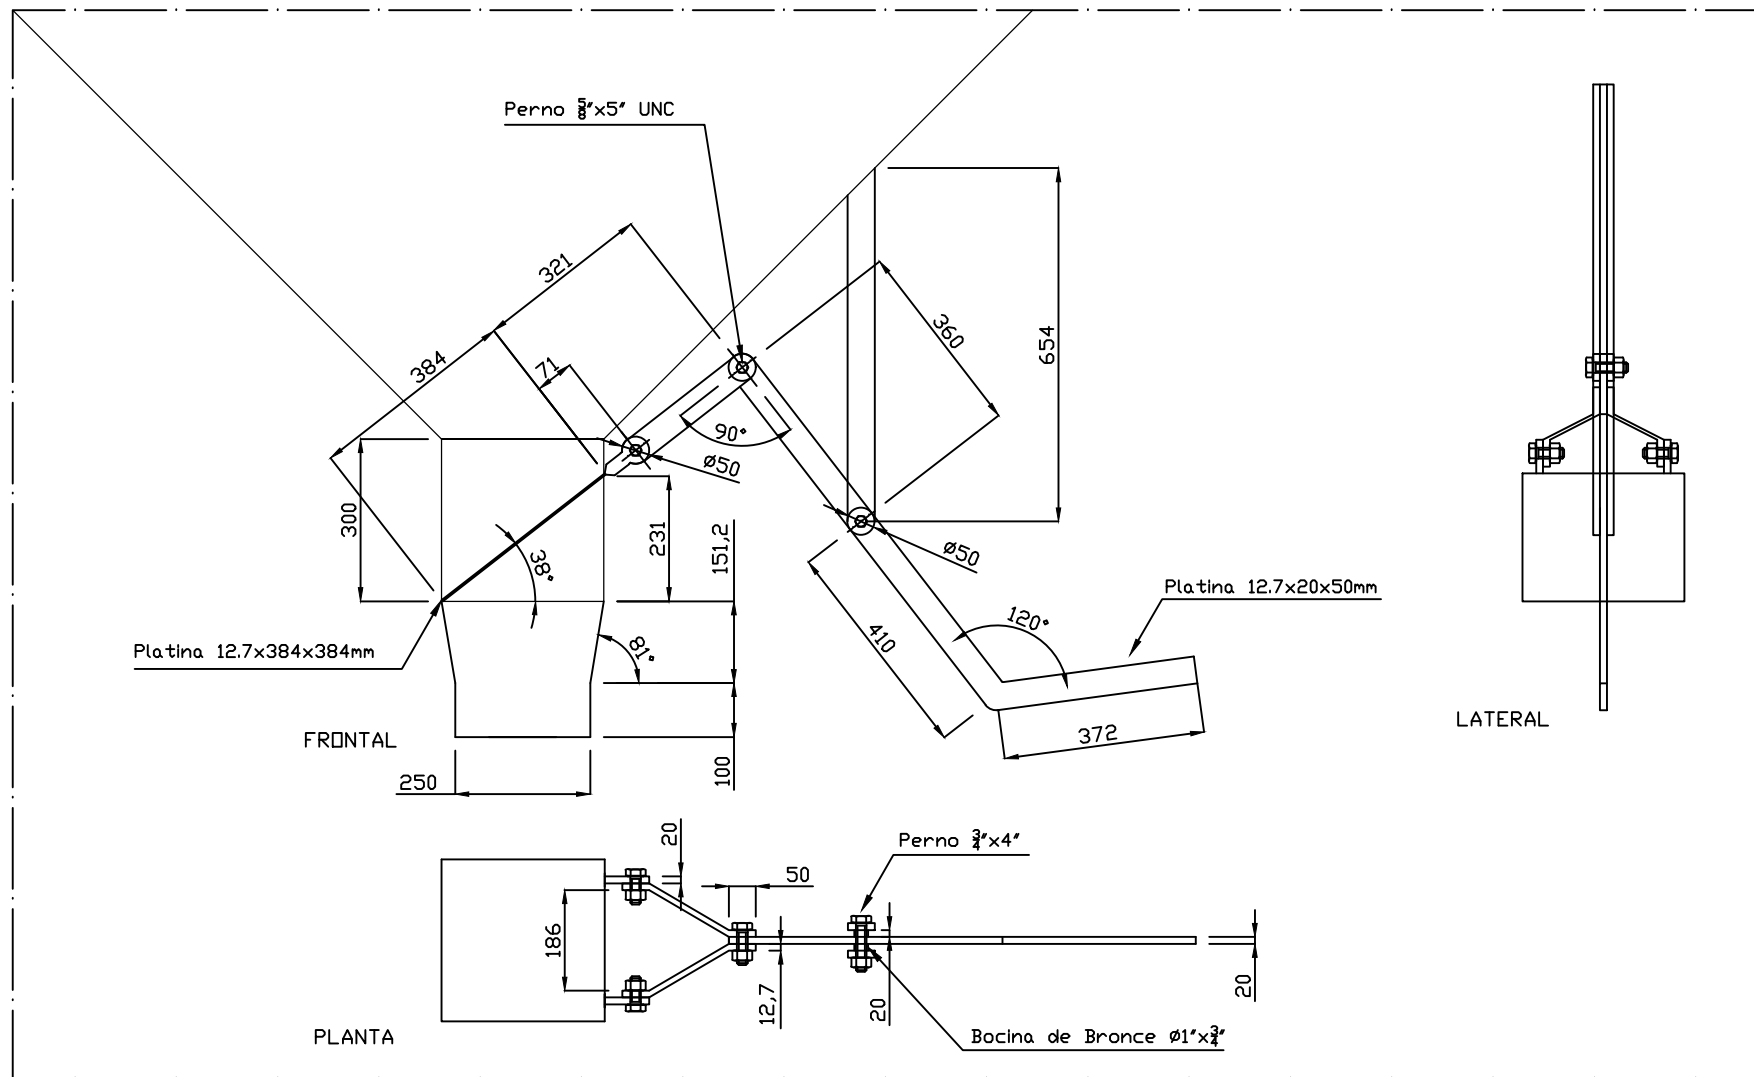 Perno 5/8"x5" UNC
321
384
71
360
654
90°
Ø50
300
231
151,2
38°
Ø50
Platina 12.7x20x50mm
120°
410
81°
Platina 12.7x384x384mm
FRONTAL
372
LATERAL
250
100
20
Perno 3/4"x4"
50
186
12,7
20
20
Bocina de Bronce Ø1"x3/4"
PLANTA